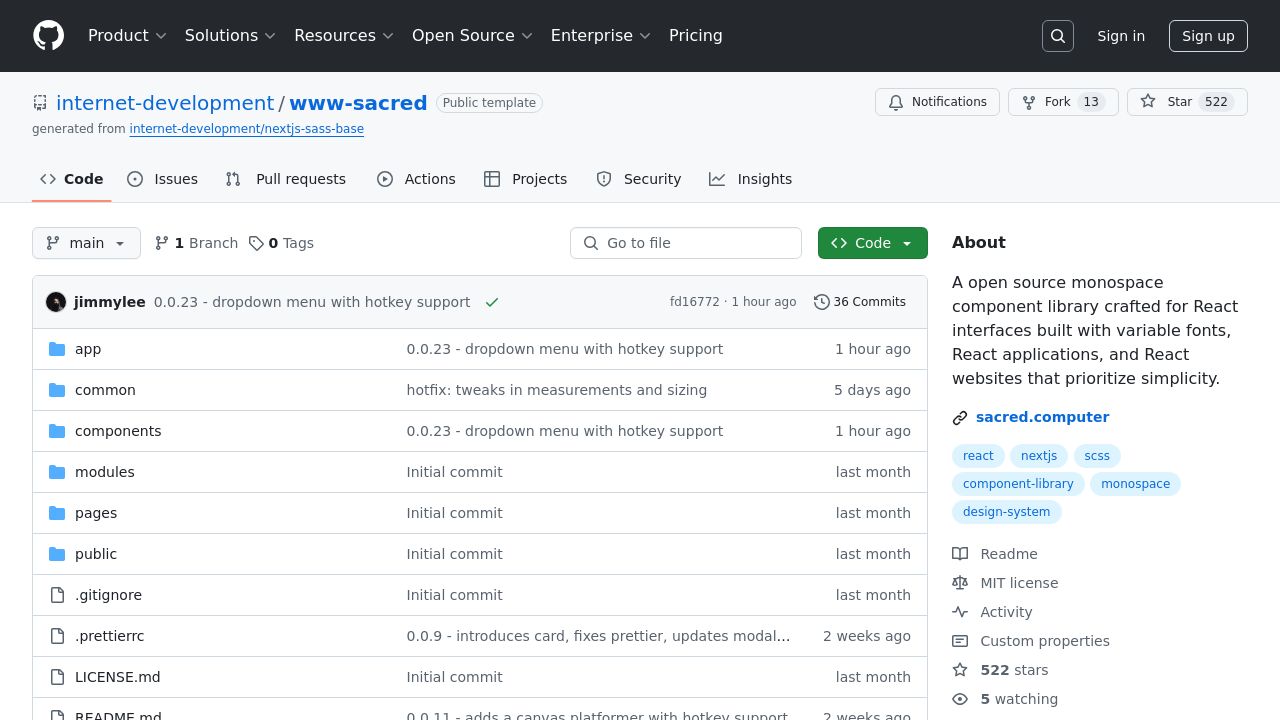 Product Solutions Resources Open Source Enterprise Pricing Sign in Sign up
internet-development / www-sacred Public template Notifications Fork 13 Star 522
generated from internet-development/nextjs-sass-base
Code Issues Pull requests Actions Projects Security Insights
main 1 Branch 0 Tags Go to file Code
jimmylee 0.0.23 - dropdown menu with hotkey support fd16772 · 1 hour ago 36 Commits
app 0.0.23 - dropdown menu with hotkey support 1 hour ago
common hotfix: tweaks in measurements and sizing 5 days ago
components 0.0.23 - dropdown menu with hotkey support 1 hour ago
modules Initial commit last month
pages Initial commit last month
public Initial commit last month
.gitignore Initial commit last month
.prettierrc 0.0.9 - introduces card, fixes prettier, updates modal... 2 weeks ago
LICENSE.md Initial commit last month
README.md 0.0.11 - adds a canvas platformer with hotkey support 2 weeks ago
About
A open source monospace
component library crafted for React
interfaces built with variable fonts,
React applications, and React
websites that prioritize simplicity.
sacred.computer
react nextjs scss
component-library monospace
design-system
Readme
MIT license
Activity
Custom properties
522 stars
5 watching